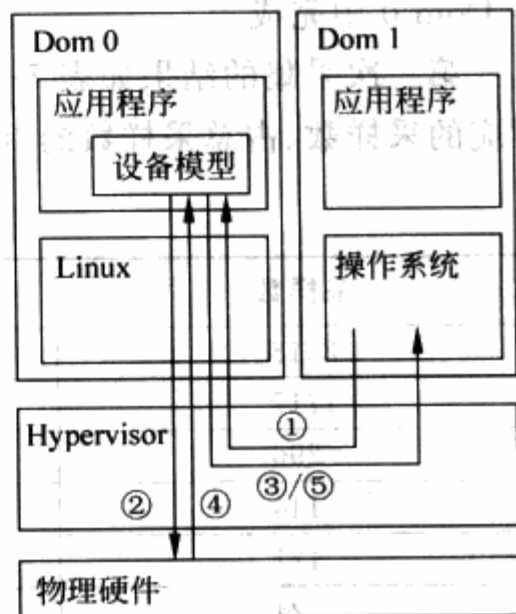 Dom 0
应用程序
设备模型
Linux
Dom 1
应用程序
操作系统
Hypervisor
①
②
④
③/⑤
物理硬件